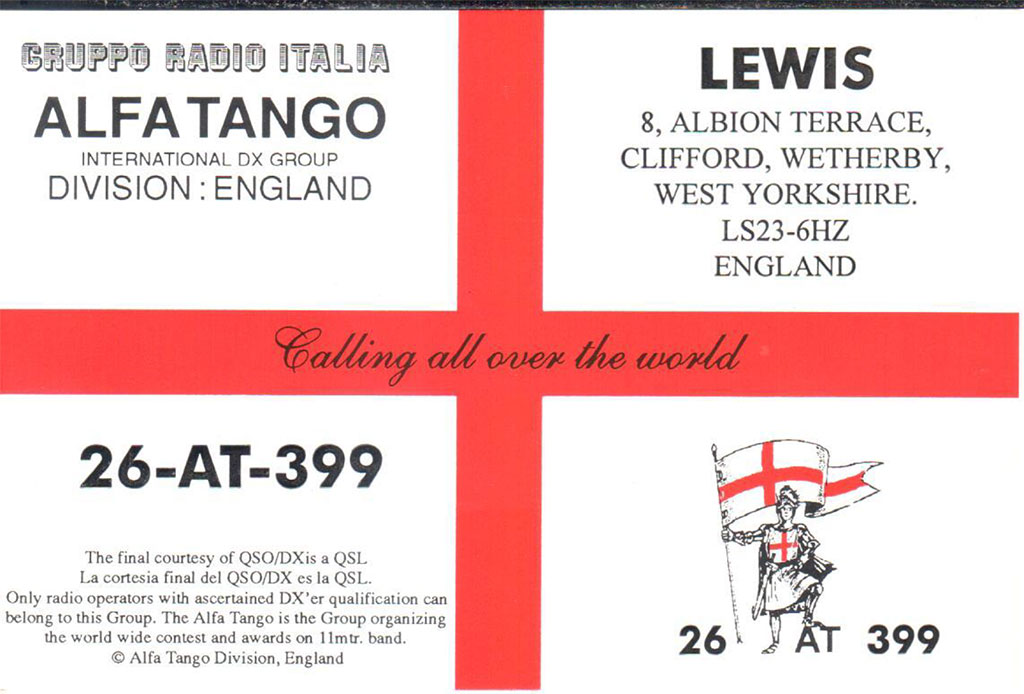 GRUPPO RADIO ITALIA
ALFA TANGO
INTERNATIONAL DX GROUP
DIVISION : ENGLAND
LEWIS
8, ALBION TERRACE,
CLIFFORD, WETHERBY,
WEST YORKSHIRE.
LS23-6HZ
ENGLAND
Calling all over the world
26-AT-399
The final courtesy of QSO/DXis a QSL
La cortesia final del QSO/DX es la QSL.
Only radio operators with ascertained DX'er qualification can
belong to this Group. The Alfa Tango is the Group organizing
the world wide contest and awards on 11mtr. band.
© Alfa Tango Division, England
26 AT 399